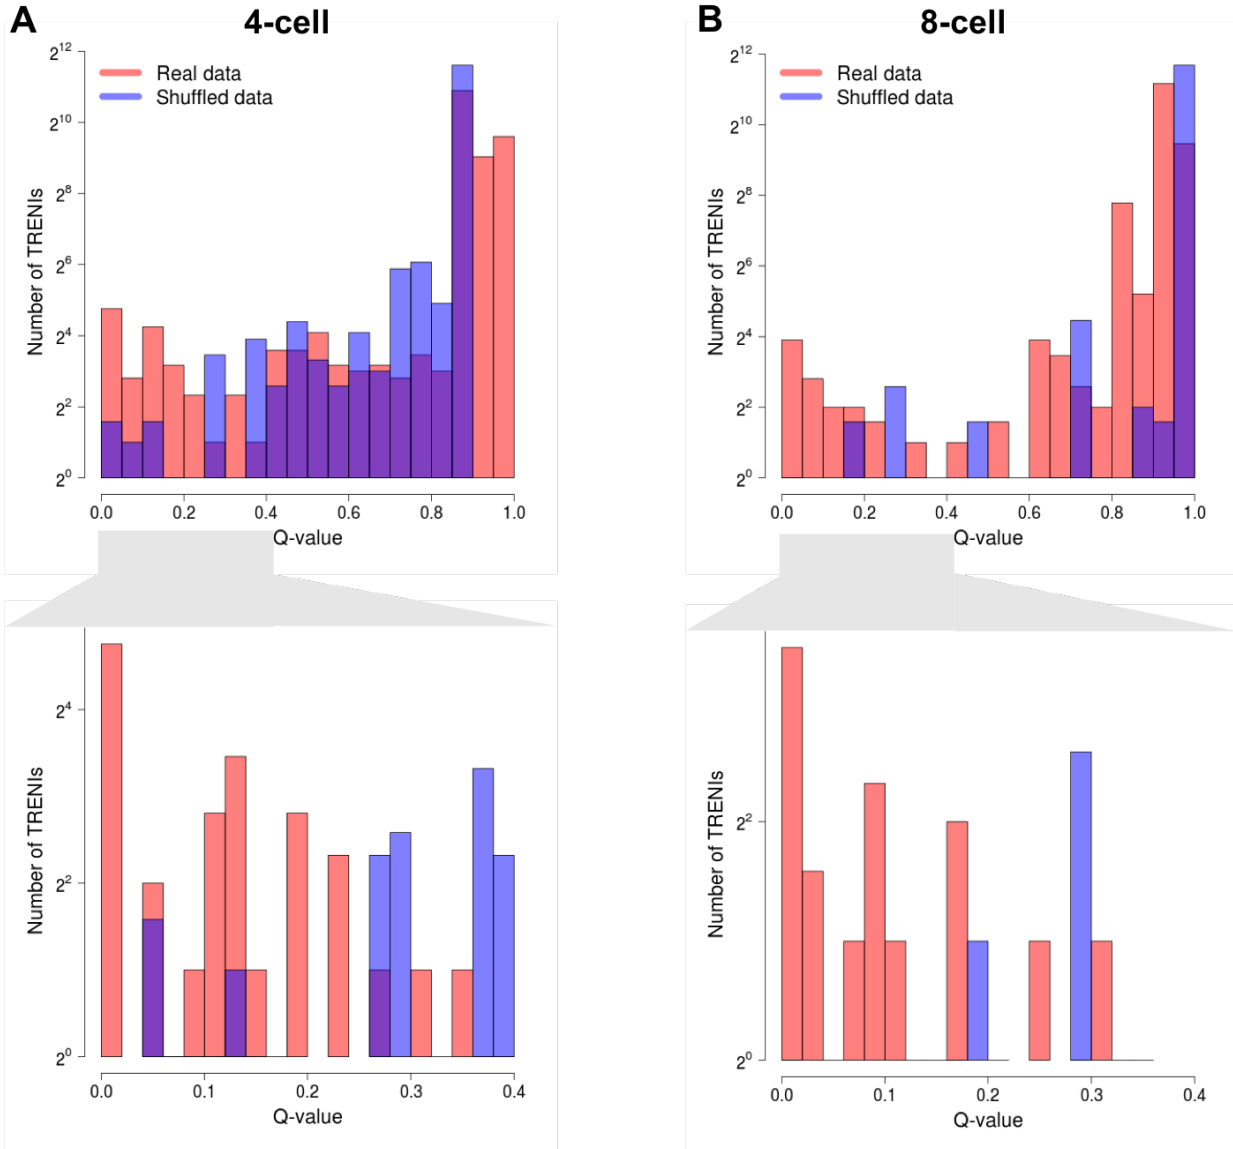 A
4-cell
Number of TRENIs
2^12
2^10
2^8
2^6
2^4
2^2
2^0
Real data
Shuffled data
0.0 0.2 0.4 0.6 0.8 1.0
Q-value
Number of TRENIs
2^4
2^2
2^0
0.0 0.1 0.2 0.3 0.4
Q-value
B
8-cell
Number of TRENIs
2^12
2^10
2^8
2^6
2^4
2^2
2^0
Real data
Shuffled data
0.0 0.2 0.4 0.6 0.8 1.0
Q-value
Number of TRENIs
2^2
2^0
0.0 0.1 0.2 0.3 0.4
Q-value